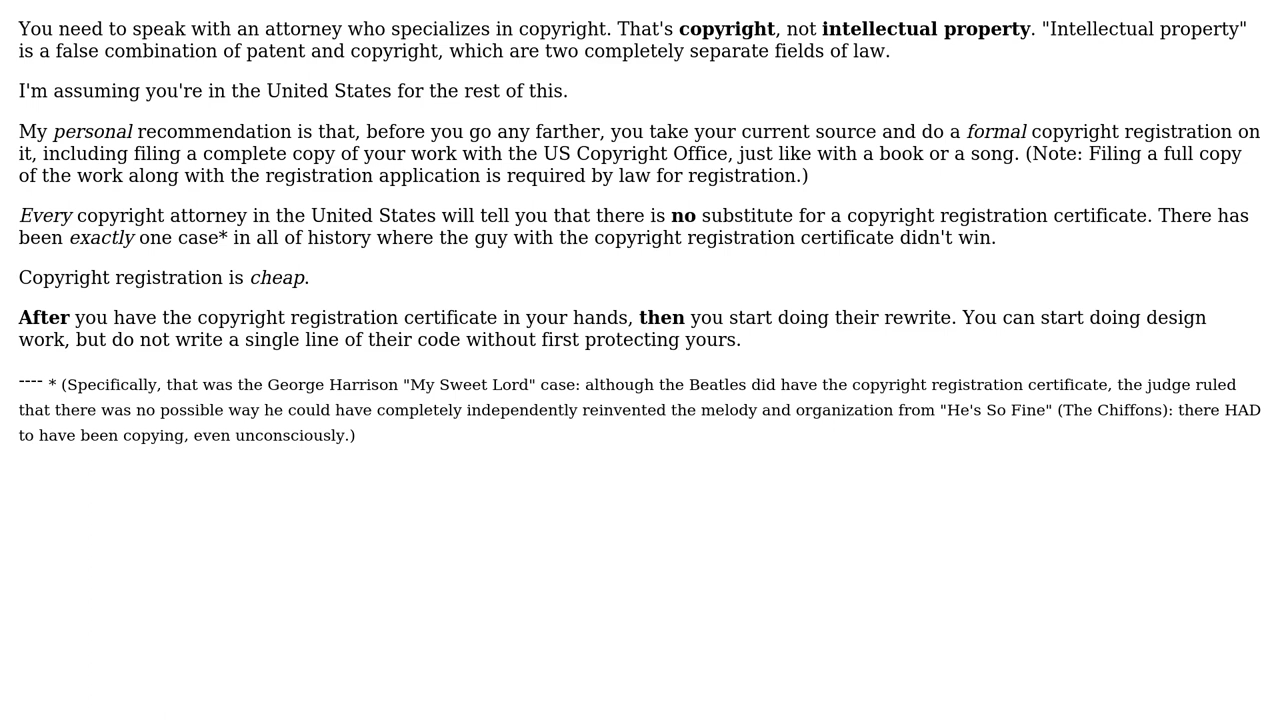 You need to speak with an attorney who specializes in copyright. That's copyright, not intellectual property. "Intellectual property"
is a false combination of patent and copyright, which are two completely separate fields of law.
I'm assuming you're in the United States for the rest of this.
My personal recommendation is that, before you go any farther, you take your current source and do a formal copyright registration on
it, including filing a complete copy of your work with the US Copyright Office, just like with a book or a song. (Note: Filing a full copy
of the work along with the registration application is required by law for registration.)
Every copyright attorney in the United States will tell you that there is no substitute for a copyright registration certificate. There has
been exactly one case* in all of history where the guy with the copyright registration certificate didn't win.
Copyright registration is cheap.
After you have the copyright registration certificate in your hands, then you start doing their rewrite. You can start doing design
work, but do not write a single line of their code without first protecting yours.
---- * (Specifically, that was the George Harrison "My Sweet Lord" case: although the Beatles did have the copyright registration certificate, the judge ruled
that there was no possible way he could have completely independently reinvented the melody and organization from "He's So Fine" (The Chiffons): there HAD
to have been copying, even unconsciously.)